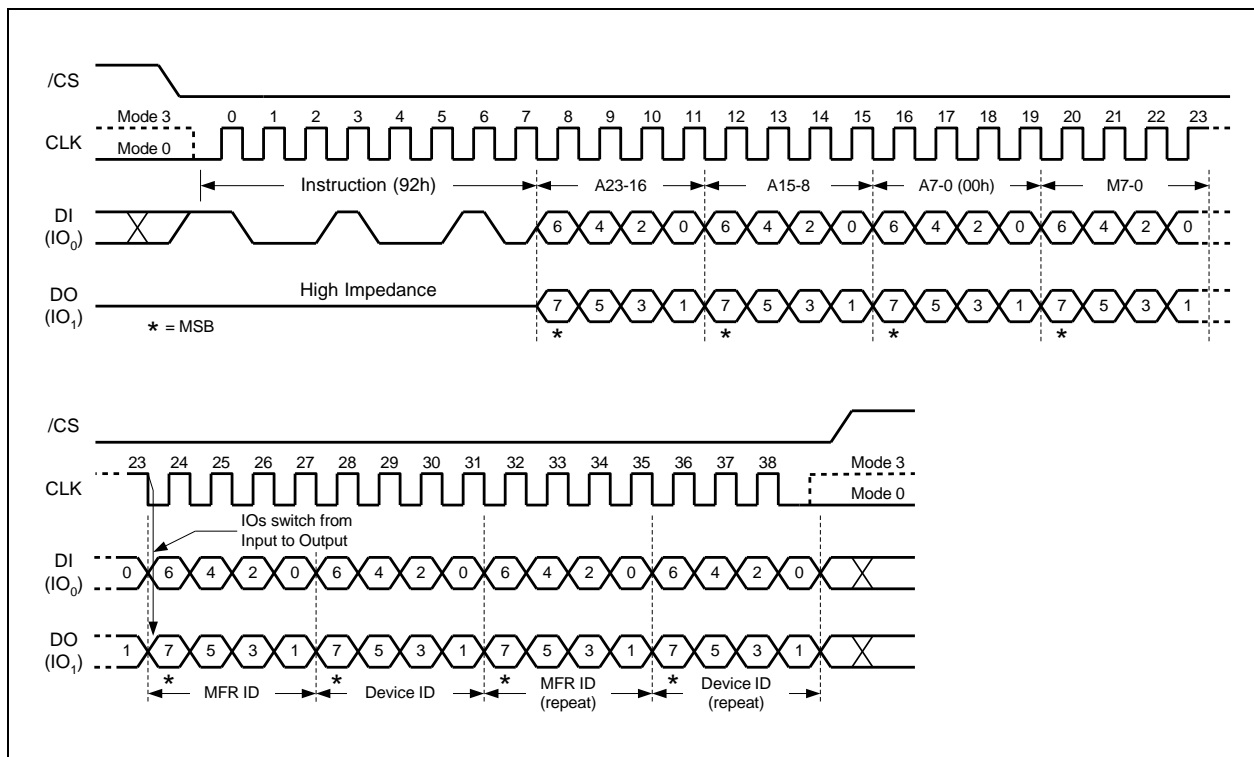 /CS
Mode 3 0 1 2 3 4 5 6 7 8 9 10 11 12 13 14 15 16 17 18 19 20 21 22 23
CLK
Mode 0
Instruction (92h) A23-16 A15-8 A7-0 (00h) M7-0
DI
(IO0) 6 4 2 0 6 4 2 0 6 4 2 0 6 4 2 0
High Impedance
DO
(IO1) 7 5 3 1 7 5 3 1 7 5 3 1 7 5 3 1
* = MSB * * * *
/CS
23 24 25 26 27 28 29 30 31 32 33 34 35 36 37 38 Mode 3
CLK
Mode 0
IOs switch from
Input to Output
DI
(IO0) 0 6 4 2 0 6 4 2 0 6 4 2 0 6 4 2 0
DO
(IO1) 1 7 5 3 1 7 5 3 1 7 5 3 1 7 5 3 1
* * * *
MFR ID Device ID MFR ID
(repeat) Device ID
(repeat)